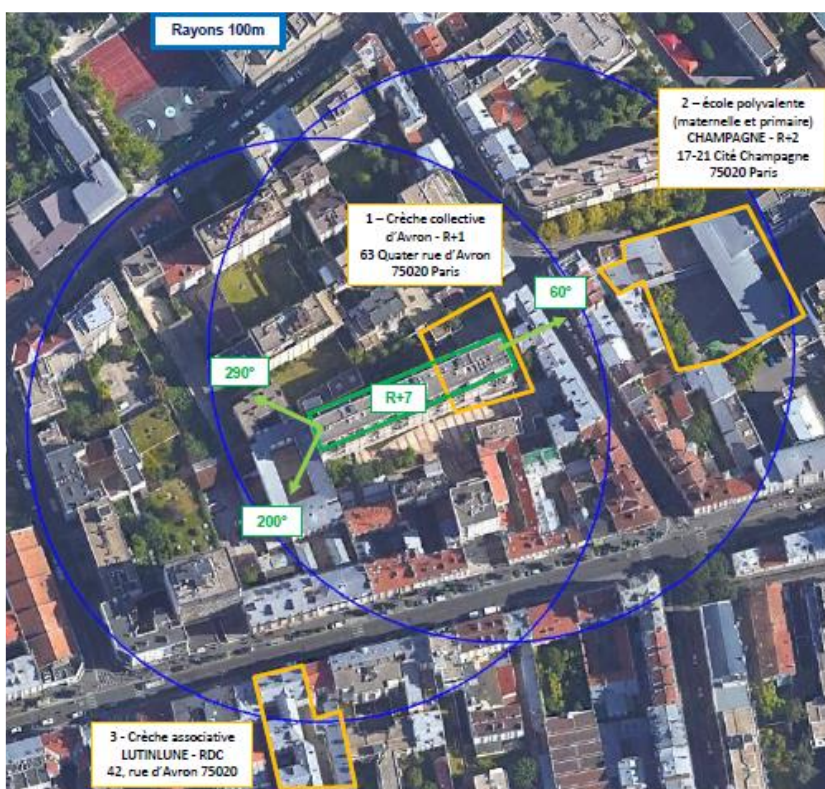 Rayons 100m
2 – école polyvalente
(maternelle et primaire)
CHAMPAGNE - R+2
17-21 Cité Champagne
75020 Paris
1 – Crèche collective
d'Avron - R+1
63 Quater rue d'Avron
75020 Paris
60°
290°
R+7
200°
3 - Crèche associative
LUTINLUNE - RDC
42, rue d'Avron 75020